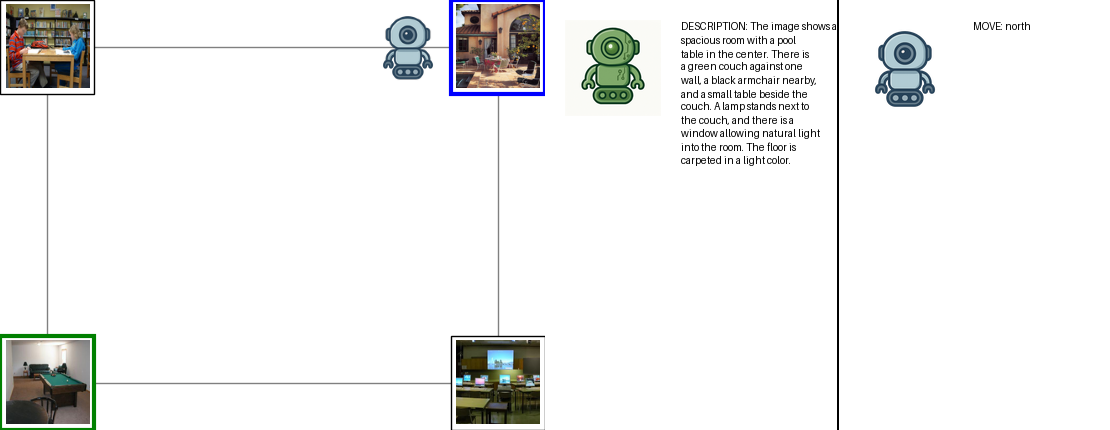 DESCRIPTION: The image shows a
spacious room with a pool
table in the center. There is
a green couch against one
wall, a black armchair nearby,
and a small table beside the
couch. A lamp stands next to
the couch, and there is a
window allowing natural light
into the room. The floor is
carpeted in a light color.
MOVE: north